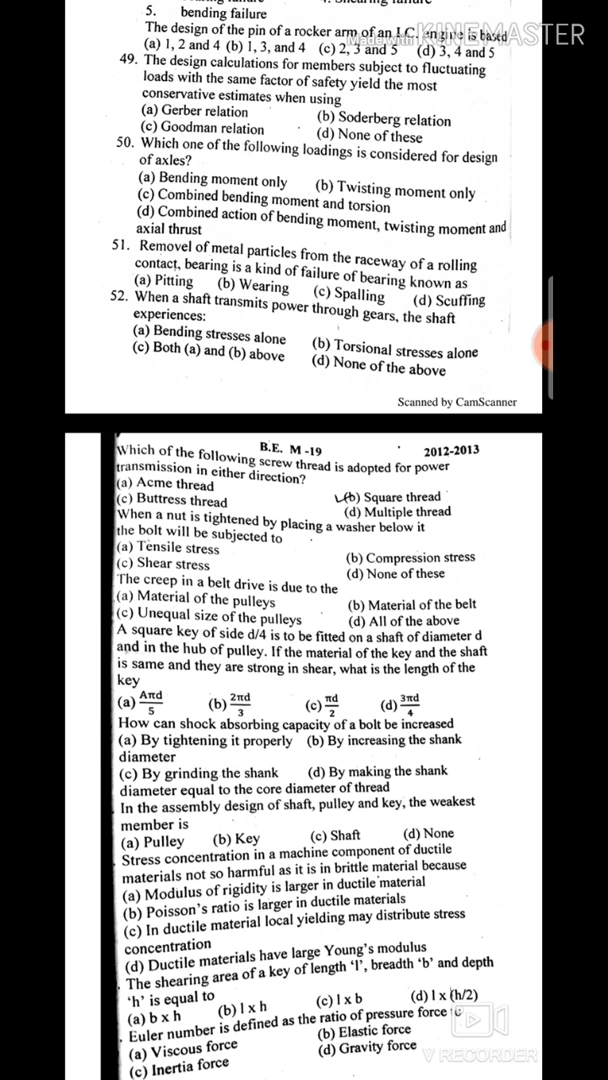 5. bending failure
The design of the pin of a rocker arm of an I.C. engine is based
(a) 1, 2 and 4 (b) 1, 3, and 4 (c) 2, 3 and 5 (d) 3, 4 and 5
Made with KINEMASTER
49. The design calculations for members subject to fluctuating
loads with the same factor of safety yield the most
conservative estimates when using
(a) Gerber relation (b) Soderberg relation
(c) Goodman relation (d) None of these
50. Which one of the following loadings is considered for design
of axles?
(a) Bending moment only (b) Twisting moment only
(c) Combined bending moment and torsion
(d) Combined action of bending moment, twisting moment and
axial thrust
51. Removel of metal particles from the raceway of a rolling
contact, bearing is a kind of failure of bearing known as
(a) Pitting (b) Wearing (c) Spalling (d) Scuffing
52. When a shaft transmits power through gears, the shaft
experiences:
(a) Bending stresses alone (b) Torsional stresses alone
(c) Both (a) and (b) above (d) None of the above
Scanned by CamScanner
B.E. M -19 2012-2013
Which of the following screw thread is adopted for power
transmission in either direction?
(a) Acme thread (b) Square thread
(c) Buttress thread (d) Multiple thread
When a nut is tightened by placing a washer below it
the bolt will be subjected to
(a) Tensile stress (b) Compression stress
(c) Shear stress (d) None of these
The creep in a belt drive is due to the
(a) Material of the pulleys (b) Material of the belt
(c) Unequal size of the pulleys (d) All of the above
A square key of side d/4 is to be fitted on a shaft of diameter d
and in the hub of pulley. If the material of the key and the shaft
is same and they are strong in shear, what is the length of the
key
(a) Aπd/5 (b) 2πd/3 (c) πd/2 (d) 3πd/4
How can shock absorbing capacity of a bolt be increased
(a) By tightening it properly (b) By increasing the shank
diameter
(c) By grinding the shank (d) By making the shank
diameter equal to the core diameter of thread
In the assembly design of shaft, pulley and key, the weakest
member is
(a) Pulley (b) Key (c) Shaft (d) None
Stress concentration in a machine component of ductile
materials not so harmful as it is in brittle material because
(a) Modulus of rigidity is larger in ductile material
(b) Poisson's ratio is larger in ductile materials
(c) In ductile material local yielding may distribute stress
concentration
(d) Ductile materials have large Young's modulus
The shearing area of a key of length 'l', breadth 'b' and depth
'h' is equal to
(a) b x h (b) l x h (c) l x b (d) l x (h/2)
Euler number is defined as the ratio of pressure force
(a) Viscous force (b) Elastic force
(c) Inertia force (d) Gravity force
V RECORDER